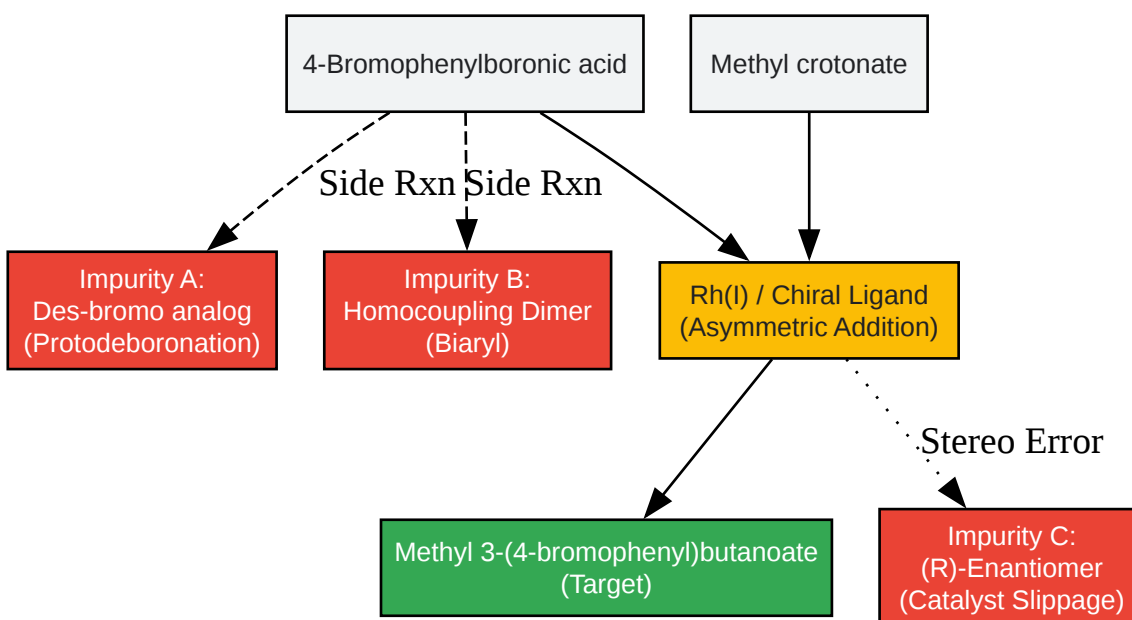 4-Bromophenylboronic acid
Methyl crotonate
Side Rxn
Side Rxn
Impurity A:
Des-bromo analog
(Protodeboronation)
Impurity B:
Homocoupling Dimer
(Biaryl)
Rh(I) / Chiral Ligand
(Asymmetric Addition)
Stereo Error
Methyl 3-(4-bromophenyl)butanoate
(Target)
Impurity C:
(R)-Enantiomer
(Catalyst Slippage)